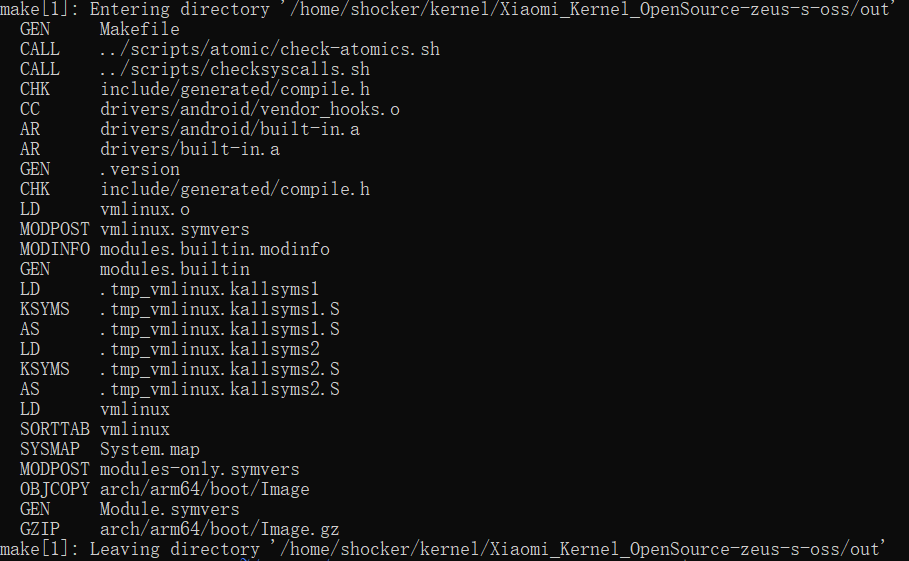 make[1]: Entering directory '/home/shocker/kernel/Xiaomi_Kernel_OpenSource-zeus-s-oss/out'
GEN Makefile
CALL ../scripts/atomic/check-atomics.sh
CALL ../scripts/checksyscalls.sh
CHK include/generated/compile.h
CC drivers/android/vendor_hooks.o
AR drivers/android/built-in.a
AR drivers/built-in.a
GEN .version
CHK include/generated/compile.h
LD vmlinux.o
MODPOST vmlinux.symvers
MODINFO modules.builtin.modinfo
GEN modules.builtin
LD .tmp_vmlinux.kallsyms1
KSYMS .tmp_vmlinux.kallsyms1.S
AS .tmp_vmlinux.kallsyms1.S
LD .tmp_vmlinux.kallsyms2
KSYMS .tmp_vmlinux.kallsyms2.S
AS .tmp_vmlinux.kallsyms2.S
LD vmlinux
SORTTAB vmlinux
SYSMAP System.map
MODPOST modules-only.symvers
OBJCOPY arch/arm64/boot/Image
GEN Module.symvers
GZIP arch/arm64/boot/Image.gz
make[1]: Leaving directory '/home/shocker/kernel/Xiaomi_Kernel_OpenSource-zeus-s-oss/out'